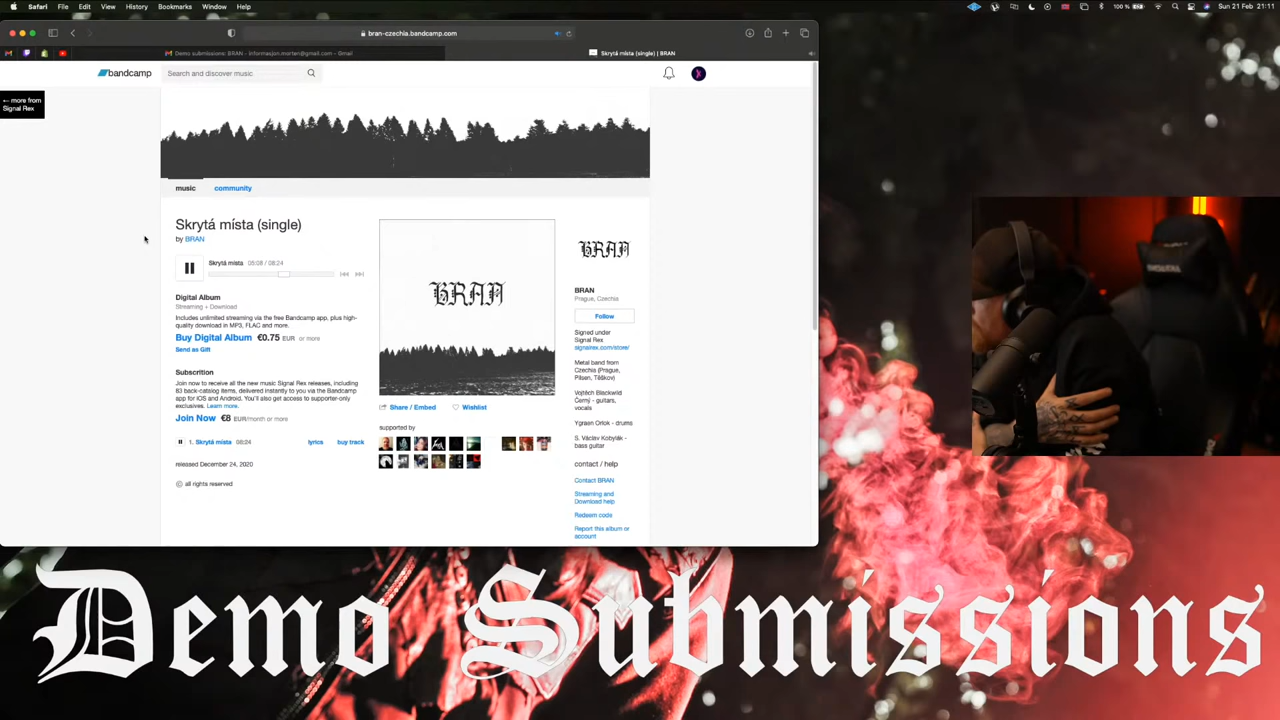 Safari File Edit View History Bookmarks Window Help
100 % Sun 21 Feb 21:11
bran-czechia.bandcamp.com
Demo submissions: BRAN - informasjon.morteri@gmail.com - Gmail
Skrytá místa (single) | BRAN
bandcamp
Search and discover music
← more from
Signal Rex
music community
Skrytá místa (single)
by BRAN
Skrytá místa 05:08 / 08:24
Digital Album
Streaming + Download
Includes unlimited streaming via the free Bandcamp app, plus high-
quality download in MP3, FLAC and more.
Buy Digital Album €0.75 EUR or more
Send as Gift
Subscrition
Join now to receive all the new music Signal Rex releases, including
83 back-catalog items, delivered instantly to you via the Bandcamp
app for iOS and Android. You'll also get access to supporter-only
exclusives. Learn more.
Join Now €8 EUR/month or more
1. Skrytá místa 08:24 lyrics buy track
released December 24, 2020
© all rights reserved
BRAN
Share / Embed Wishlist
supported by
BRAN
BRAN
Prague, Czechia
Follow
Signed under
Signal Rex
signalrex.com/store/
Metal band from
Czechia (Prague,
Pilsen, Těškov)
Vojtěch Blackwid
Černý - guitars,
vocals
Ygraen Orlok - drums
S. Václav Kobylák -
bass guitar
contact / help
Contact BRAN
Streaming and
Download help
Redeem code
Report this album or
account
Demo Submissions